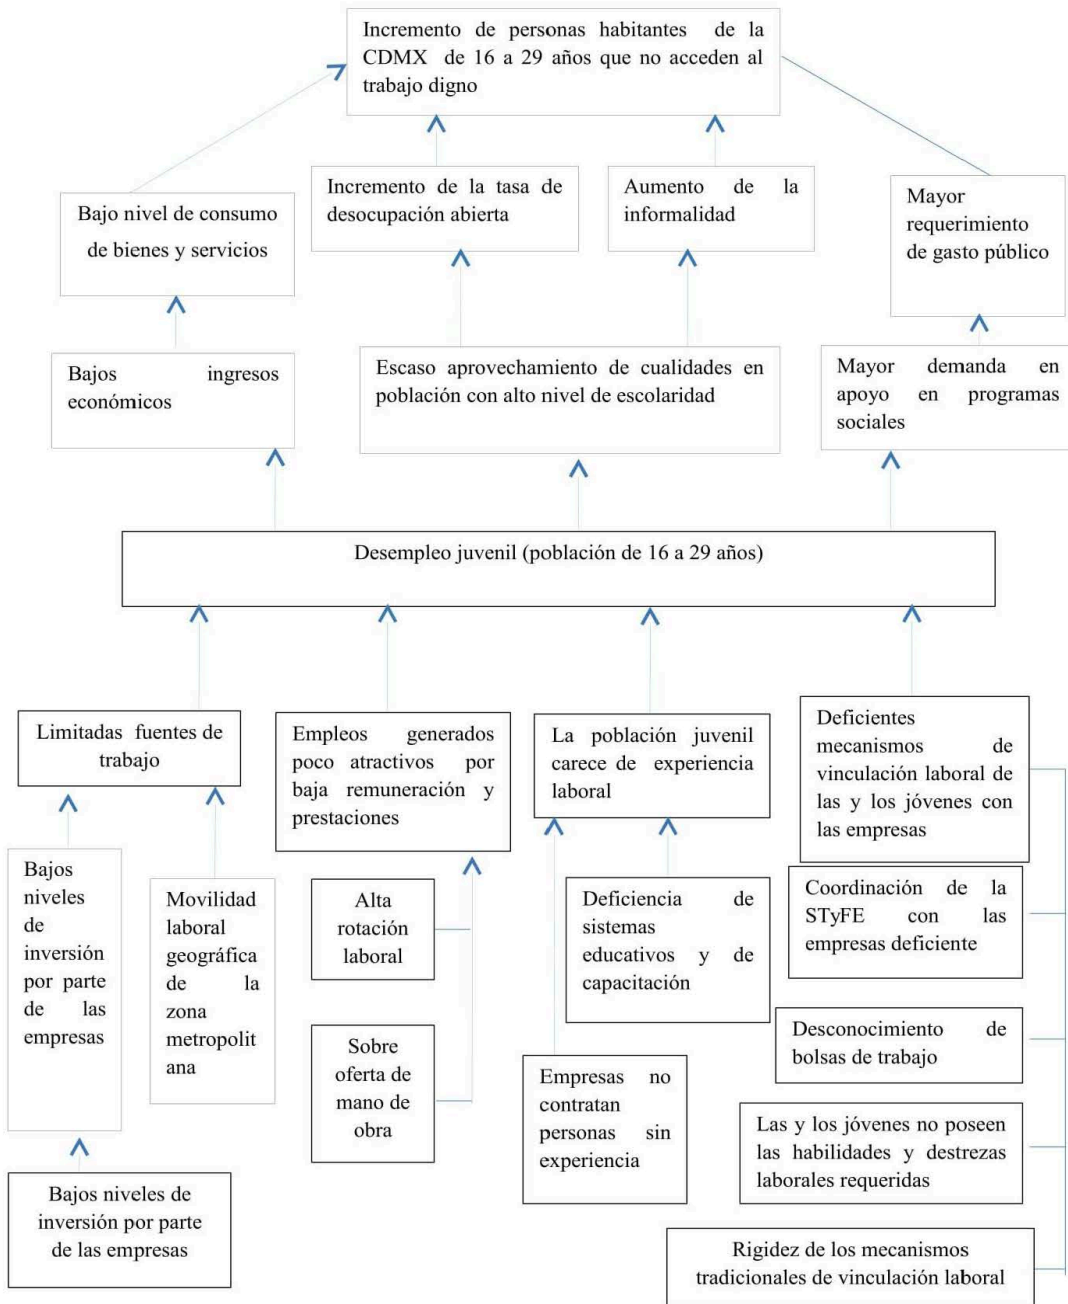 Incremento de personas habitantes de la
CDMX de 16 a 29 años que no acceden al
trabajo digno
Bajo nivel de consumo
de bienes y servicios
Incremento de la tasa de
desocupación abierta
Aumento de la
informalidad
Mayor
requerimiento
de gasto público
Bajos ingresos
económicos
Escaso aprovechamiento de cualidades en
población con alto nivel de escolaridad
Mayor demanda en
apoyo en programas
sociales
Desempleo juvenil (población de 16 a 29 años)
Limitadas fuentes de
trabajo
Empleos generados
poco atractivos por
baja remuneración y
prestaciones
La población juvenil
carece de experiencia
laboral
Deficientes
mecanismos de
vinculación laboral de
las y los jóvenes con
las empresas
Bajos
niveles
de
inversión
por parte
de las
empresas
Movilidad
laboral
geográfica
de la
zona
metropolit
ana
Alta
rotación
laboral
Deficiencia de
sistemas
educativos y de
capacitación
Coordinación de la
STyFE con las
empresas deficiente
Sobre
oferta de
mano de
obra
Empresas no
contratan
personas sin
experiencia
Desconocimiento de
bolsas de trabajo
Las y los jóvenes no poseen
las habilidades y destrezas
laborales requeridas
Bajos niveles de
inversión por parte
de las empresas
Rigidez de los mecanismos
tradicionales de vinculación laboral